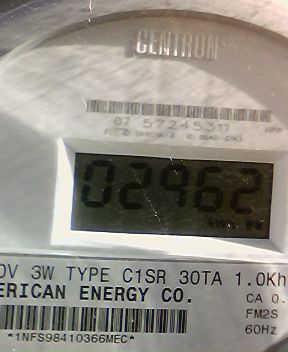 CENTRON
07 57245311
02962
0V 3W TYPE C1SR 30TA 1.0Kh
ERICAN ENERGY CO.
CA 0.
FM2S
60Hz
*1NFS98410366MEC*